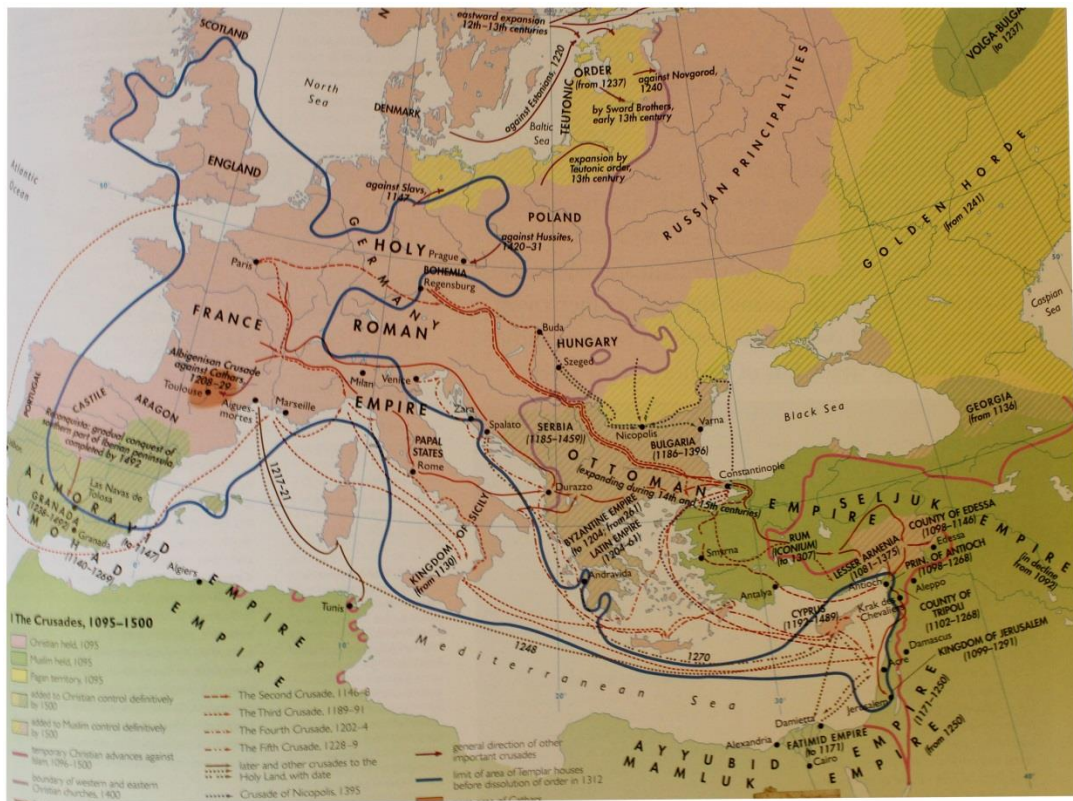 eastward expansion
12th–13th centuries
SCOTLAND
North
Sea
DENMARK
ENGLAND
Atlantic
Ocean
against Estonians, 1220
TEUTONIC
ORDER
(from 1237)
against Novgorod,
1240
by Sword Brothers,
early 13th century
Baltic
Sea
expansion by
Teutonic order,
13th century
VOLGA-BULGA
(to 1237)
RUSSIAN PRINCIPALITIES
GOLDEN HORDE
(from 1241)
Caspian
Sea
against Slavs,
1147
POLAND
against Hussites,
1420–31
GERMANY
HOLY
ROMAN
EMPIRE
Prague
BOHEMIA
Regensburg
Paris
FRANCE
Albigensian Crusade
against Cathars,
1208–29
Toulouse
Aigues-
mortes
Marseille
Milan
Venice
Buda
HUNGARY
Szeged
Zara
Spalato
SERBIA
(1185–1459))
Nicopolis
BULGARIA
(1186–1396)
Varna
Black Sea
GEORGIA
(from 1136)
PORTUGAL
CASTILE
ARAGON
Reconquista: gradual conquest of
southern part of Iberian peninsula,
completed by 1492
Las Navas de
Tolosa
GRANADA
(1238–1492)
Granada
ALMORAVID
EMPIRE
(to 1147)
ALMOHAD
EMPIRE
(1140–1269)
Algiers
Tunis
1217–21
PAPAL
STATES
Rome
KINGDOM OF SICILY
(from 1130)
Durazzo
OTTOMAN
EMPIRE
(expanding during 14th and 15th centuries)
Constantinople
BYZANTINE EMPIRE
(to 1204; from 1261)
LATIN EMPIRE
(1204–61)
Andravida
Smyrna
SELJUK
EMPIRE
(in decline
from 1092)
RUM
(ICONIUM)
(to 1307)
LESSER ARMENIA
(1081–1375)
COUNTY OF EDESSA
(1098–1146)
Edessa
PRIN. OF ANTIOCH
(1098–1268)
Antioch
Aleppo
Antalya
CYPRUS
(1192–1489)
Krak de
Chevaliers
COUNTY OF
TRIPOLI
(1102–1268)
Damascus
KINGDOM OF JERUSALEM
(1099–1291)
Acre
Jerusalem
Mediterranean Sea
1248
1270
Damietta
Alexandria
Cairo
FATIMID EMPIRE
(to 1171)
AYYUBID EMPIRE
(1171–1250)
MAMLUK EMPIRE
(from 1250)
The Crusades, 1095–1500
Christian held, 1095
Muslim held, 1095
Pagan territory, 1095
added to Christian control definitively
by 1500
added to Muslim control definitively
by 1500
temporary Christian advances against
Islam, 1096–1500
boundary of western and eastern
Christian churches, 1400
The Second Crusade, 1146–8
The Third Crusade, 1189–91
The Fourth Crusade, 1202–4
The Fifth Crusade, 1228–9
later and other crusades to the
Holy Land, with date
Crusade of Nicopolis, 1395
general direction of other
important crusades
limit of area of Templar houses
before dissolution of order in 1312